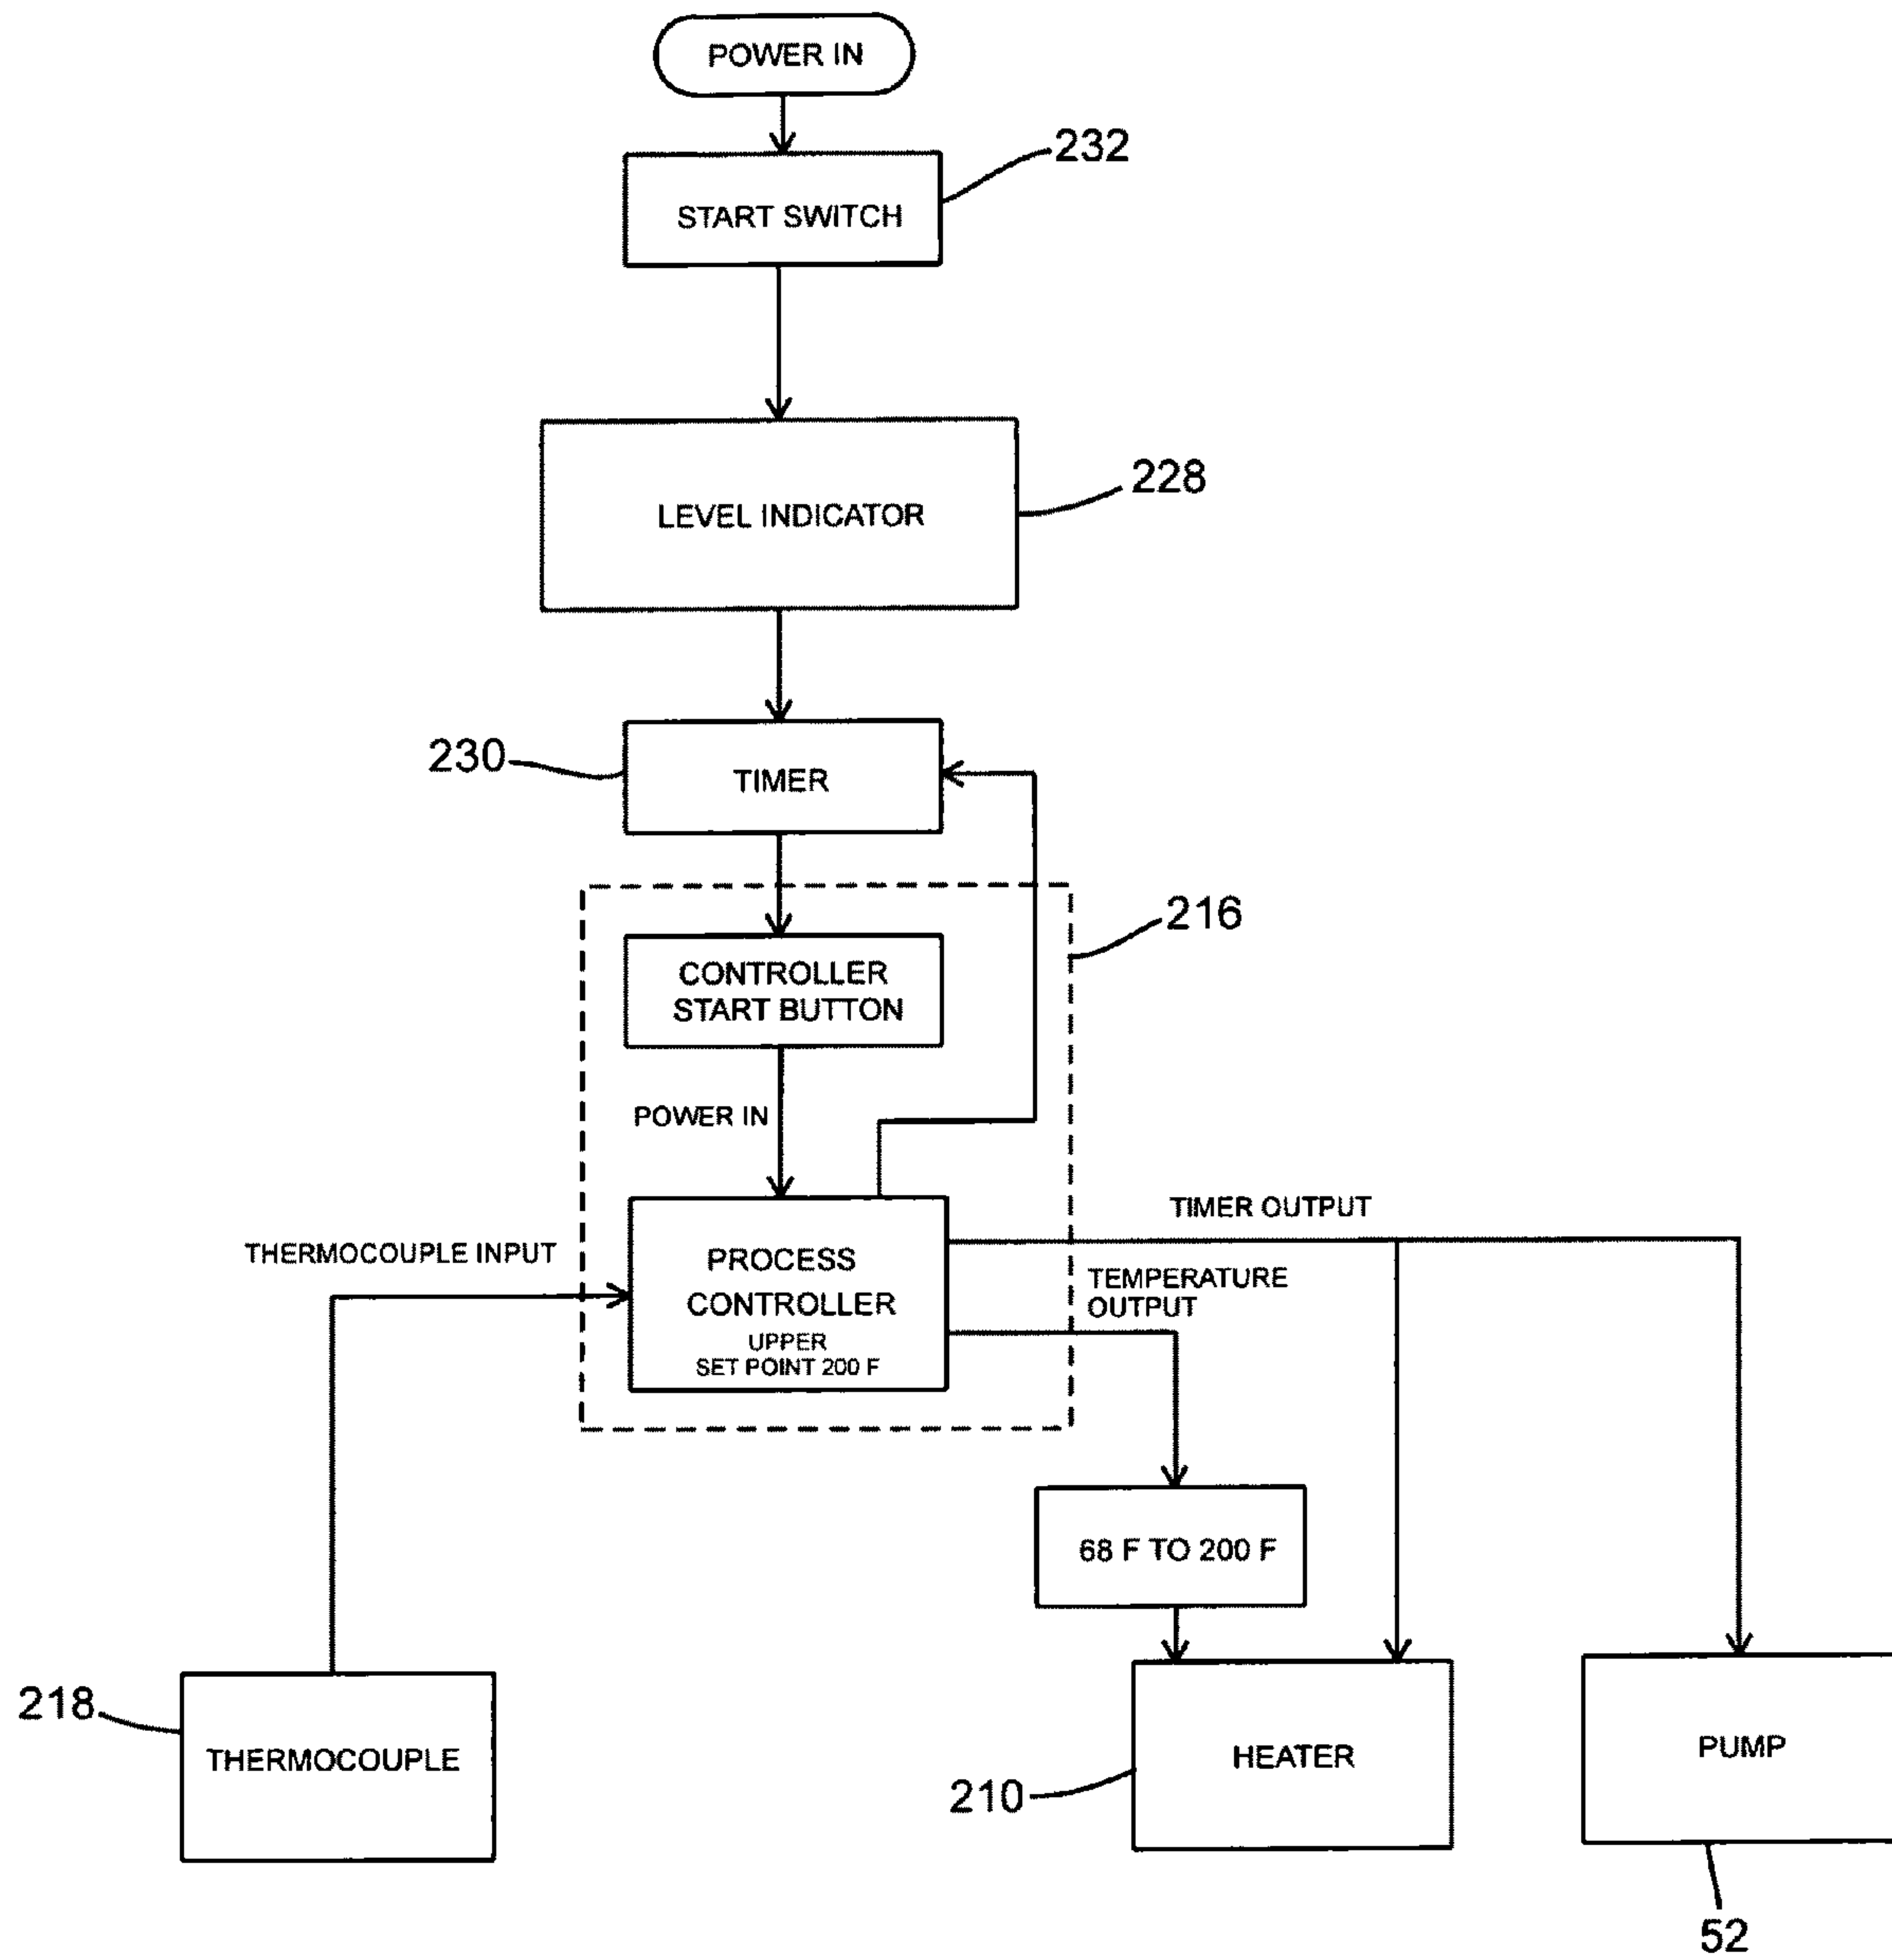 POWER IN
232
START SWITCH
228
LEVEL INDICATOR
230
TIMER
216
CONTROLLER
START BUTTON
POWER IN
TIMER OUTPUT
THERMOCOUPLE INPUT
PROCESS
CONTROLLER
UPPER
SET POINT 200 F
TEMPERATURE
OUTPUT
68 F TO 200 F
218
THERMOCOUPLE
HEATER
210
PUMP
52